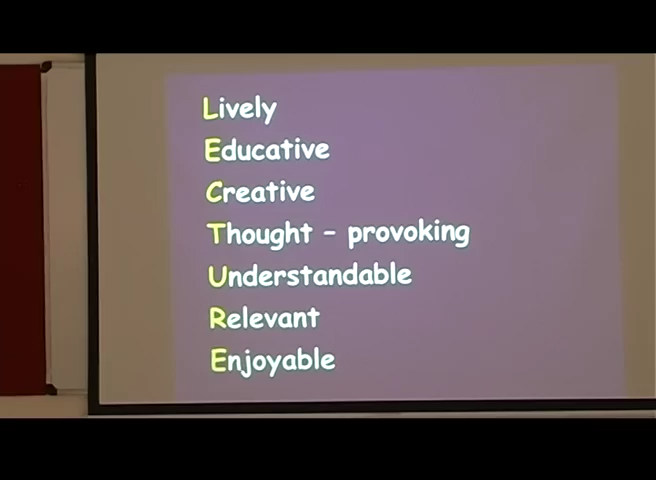 Lively
Educative
Creative
Thought – provoking
Understandable
Relevant
Enjoyable